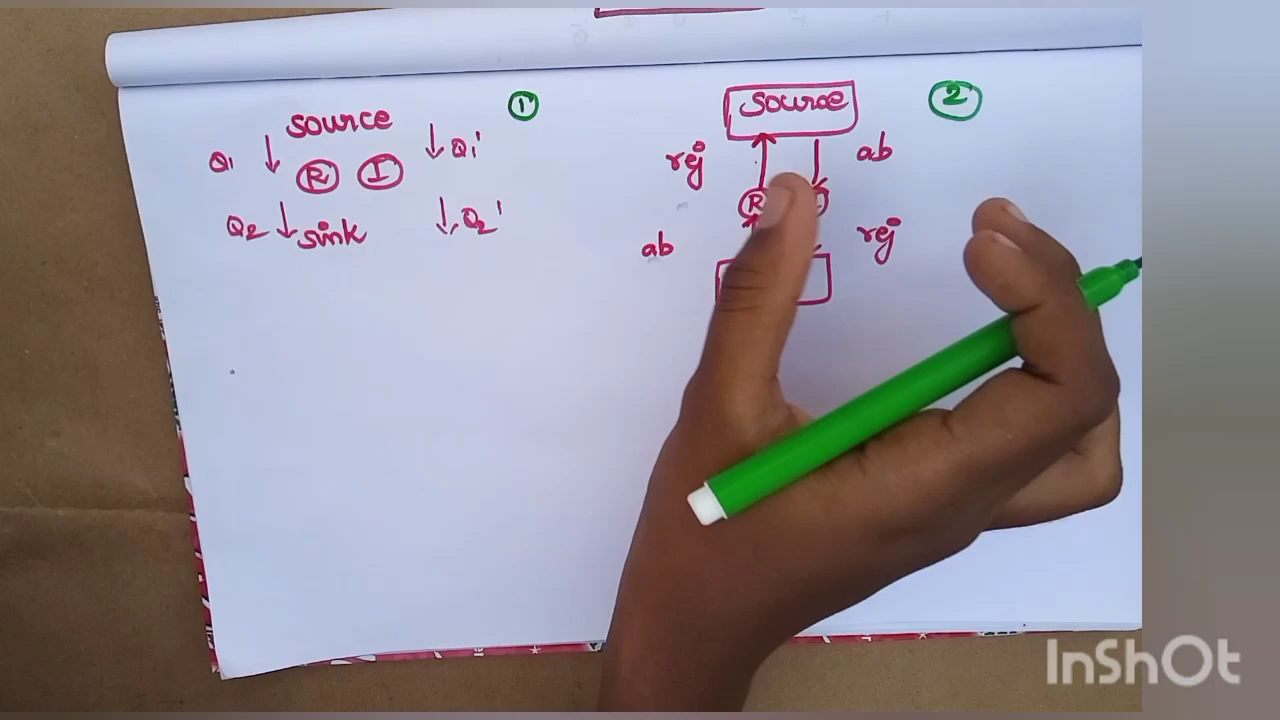 1
source
Q1 Q1'
R I
Q2 sink Q2'
2
source
rej ab
R
ab rej
InShOt